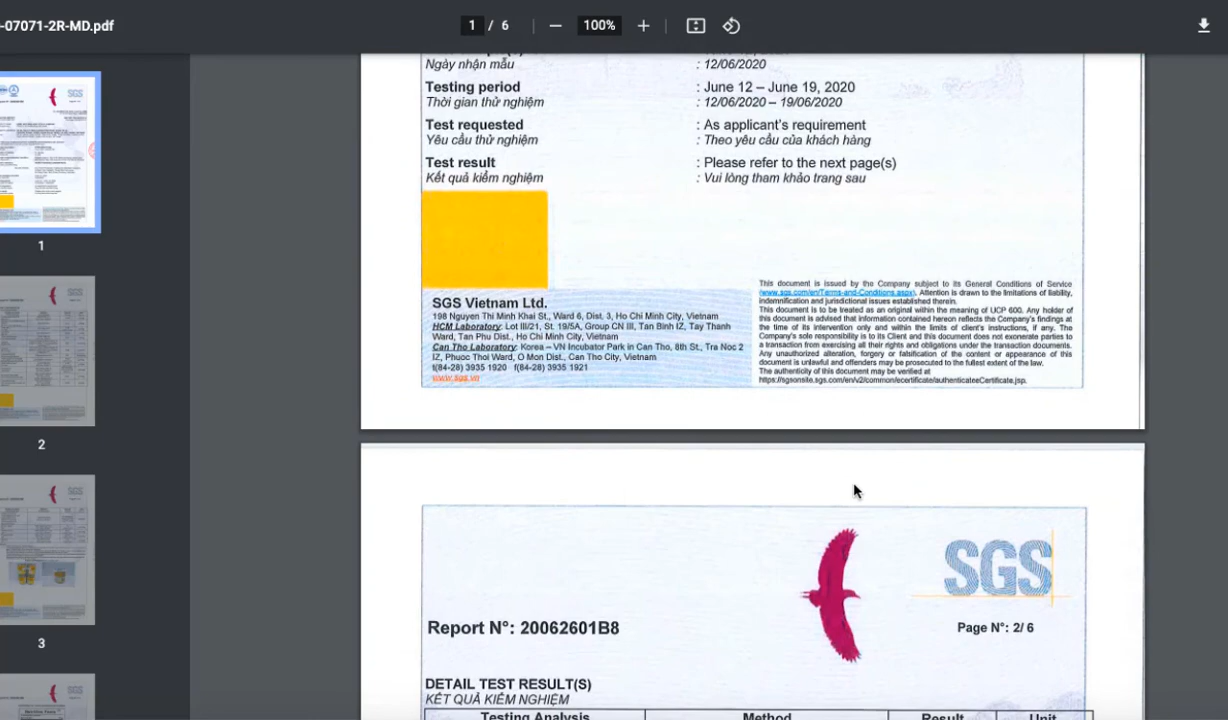 -07071-2R-MD.pdf
1 / 6
100%
Ngày nhận mẫu : 12/06/2020
Testing period : June 12 – June 19, 2020
Thời gian thử nghiệm : 12/06/2020 – 19/06/2020
Test requested : As applicant's requirement
Yêu cầu thử nghiệm : Theo yêu cầu của khách hàng
Test result : Please refer to the next page(s)
Kết quả kiểm nghiệm : Vui lòng tham khảo trang sau
SGS Vietnam Ltd.
198 Nguyen Thi Minh Khai St., Ward 6, Dist. 3, Ho Chi Minh City, Vietnam
HCM Laboratory: Lot III/21, St. 19/5A, Group CN III, Tan Binh IZ, Tay Thanh
Ward, Tan Phu Dist., Ho Chi Minh City, Vietnam
Can Tho Laboratory: Korea – VN Incubator Park in Can Tho, 8th St., Tra Noc 2
IZ, Phuoc Thoi Ward, O Mon Dist., Can Tho City, Vietnam
t(84-28) 3935 1920 f(84-28) 3935 1921
www.sgs.vn
This document is issued by the Company subject to its General Conditions of Service
(www.sgs.com/en/Terms-and-Conditions.aspx). Attention is drawn to the limitations of liability,
indemnification and jurisdictional issues established therein.
This document is to be treated as an original within the meaning of UCP 600. Any holder of
this document is advised that information contained hereon reflects the Company's findings at
the time of its intervention only and within the limits of client's instructions, if any. The
Company's sole responsibility is to its Client and this document does not exonerate parties to
a transaction from exercising all their rights and obligations under the transaction documents.
Any unauthorized alteration, forgery or falsification of the content or appearance of this
document is unlawful and offenders may be prosecuted to the fullest extent of the law.
The authenticity of this document may be verified at
https://sgsonsite.sgs.com/en/v2/common/ecertificate/authenticateeCertificate.jsp.
SGS
Report N°: 20062601B8
Page N°: 2/ 6
DETAIL TEST RESULT(S)
KẾT QUẢ KIỂM NGHIỆM
Testing Analysis Method Result Unit
1
2
3